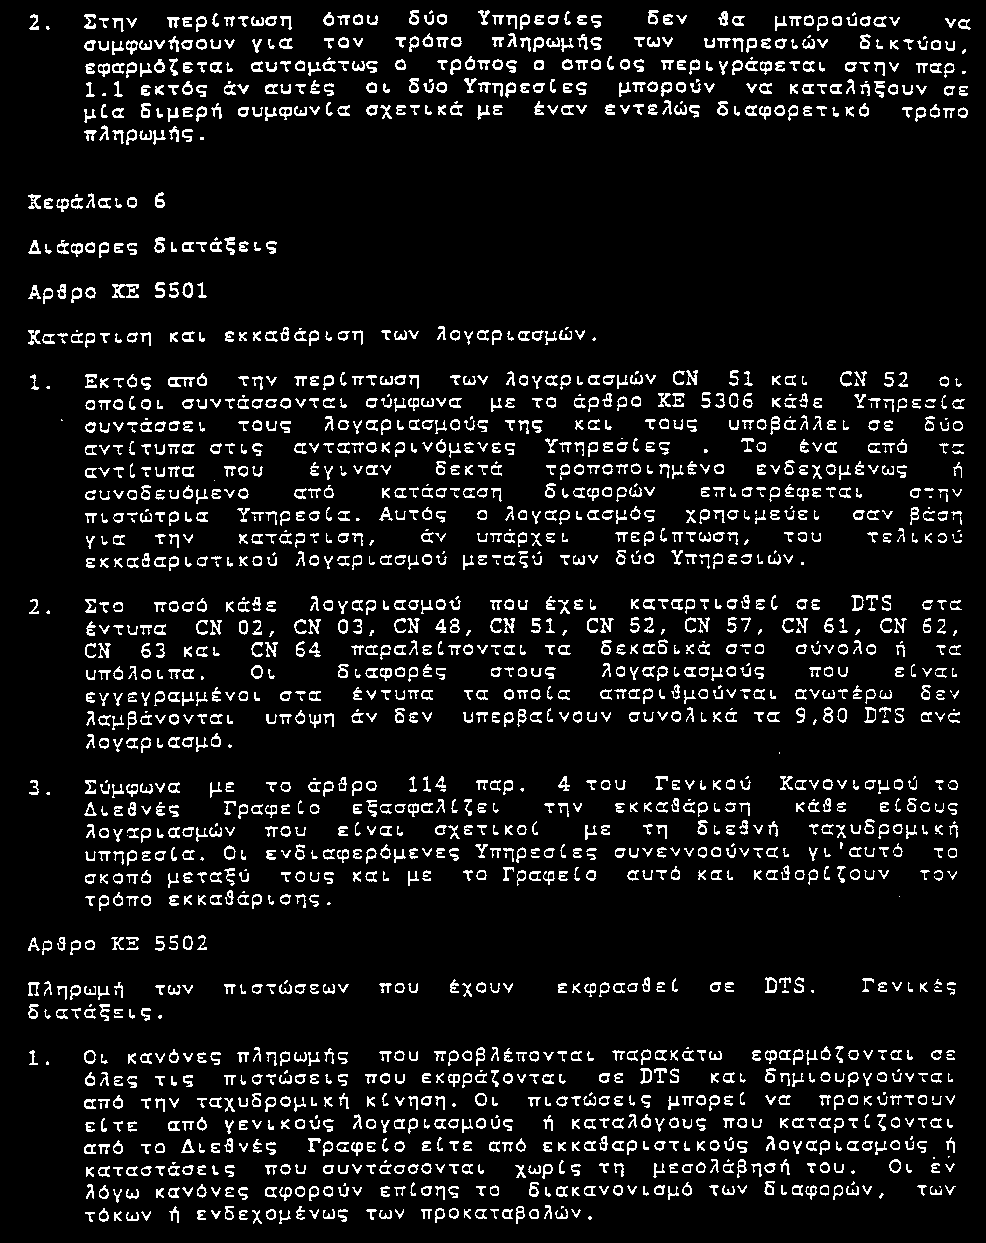 2. Στην περίπτωση όπου δύο Υπηρεσίες δεν θα μπορούσαν να
συμφωνήσουν για τον τρόπο πληρωμής των υπηρεσιών δικτύου,
εφαρμόζεται αυτομάτως ο τρόπος ο οποίος περιγράφεται στην παρ.
1.1 εκτός άν αυτές οι δύο Υπηρεσίες μπορούν να καταλήξουν σε
μία διμερή συμφωνία σχετικά με έναν εντελώς διαφορετικό τρόπο
πληρωμής.
Κεφάλαιο 6
Διάφορες διατάξεις
Αρθρο ΚΕ 5501
Κατάρτιση και εκκαθάριση των λογαριασμών.
1. Εκτός από την περίπτωση των λογαριασμών CN 51 και CN 52 οι
οποίοι συντάσσονται σύμφωνα με το άρθρο ΚΕ 5306 κάθε Υπηρεσία
συντάσσει τους λογαριασμούς της και τους υποβάλλει σε δύο
αντίτυπα στις ανταποκρινόμενες Υπηρεσίες . Το ένα από τα
αντίτυπα που έγιναν δεκτά τροποποιημένο ενδεχομένως ή
συνοδευόμενο από κατάσταση διαφορών επιστρέφεται στην
πιστώτρια Υπηρεσία. Αυτός ο λογαριασμός χρησιμεύει σαν βάση
για την κατάρτιση, άν υπάρχει περίπτωση, του τελικού
εκκαθαριστικού λογαριασμού μεταξύ των δύο Υπηρεσιών.
2. Στο ποσό κάθε λογαριασμού που έχει καταρτισθεί σε DTS στα
έντυπα CN 02, CN 03, CN 48, CN 51, CN 52, CN 57, CN 61, CN 62,
CN 63 και CN 64 παραλείπονται τα δεκαδικά στο σύνολο ή τα
υπόλοιπα. Οι διαφορές στους λογαριασμούς που είναι
εγγεγραμμένοι στα έντυπα τα οποία απαριθμούνται ανωτέρω δεν
λαμβάνονται υπόψη άν δεν υπερβαίνουν συνολικά τα 9,80 DTS ανά
λογαριασμό.
3. Σύμφωνα με το άρθρο 114 παρ. 4 του Γενικού Κανονισμού το
Διεθνές Γραφείο εξασφαλίζει την εκκαθάριση κάθε είδους
λογαριασμών που είναι σχετικοί με τη διεθνή ταχυδρομική
υπηρεσία. Οι ενδιαφερόμενες Υπηρεσίες συνεννοούνται γι'αυτό το
σκοπό μεταξύ τους και με το Γραφείο αυτό και καθορίζουν τον
τρόπο εκκαθάρισης.
Αρθρο ΚΕ 5502
Πληρωμή των πιστώσεων που έχουν εκφρασθεί σε DTS. Γενικές
διατάξεις.
1. Οι κανόνες πληρωμής που προβλέπονται παρακάτω εφαρμόζονται σε
όλες τις πιστώσεις που εκφράζονται σε DTS και δημιουργούνται
από την ταχυδρομική κίνηση. Οι πιστώσεις μπορεί να προκύπτουν
είτε από γενικούς λογαριασμούς ή καταλόγους που καταρτίζονται
από το Διεθνές Γραφείο είτε από εκκαθαριστικούς λογαριασμούς ή
καταστάσεις που συντάσσονται χωρίς τη μεσολάβησή του. Οι έν
λόγω κανόνες αφορούν επίσης το διακανονισμό των διαφορών, των
τόκων ή ενδεχομένως των προκαταβολών.